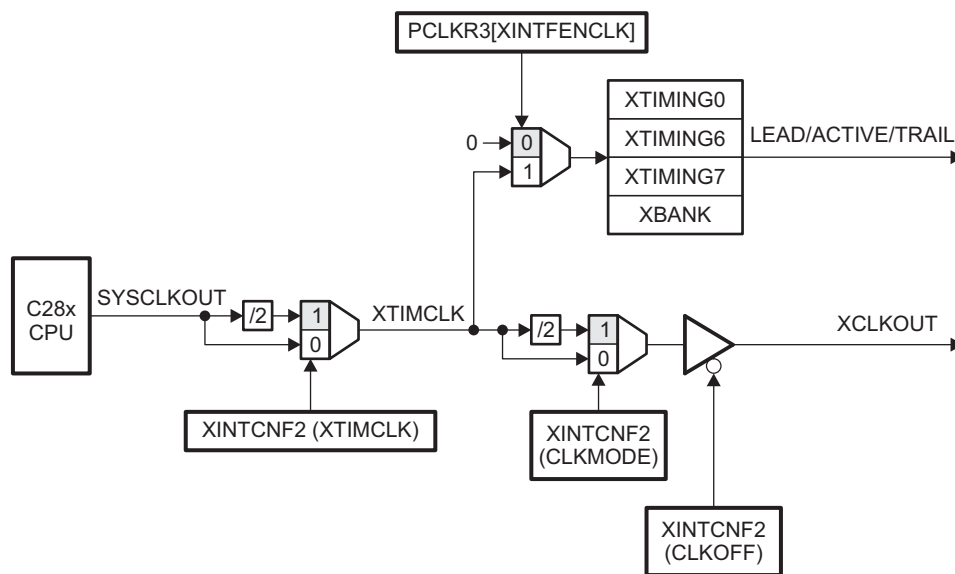 PCLKR3[XINTFENCLK]
XTIMING0
0
0
XTIMING6
LEAD/ACTIVE/TRAIL
1
XTIMING7
XBANK
C28x
CPU
SYSCLKOUT
/2
1
0
XTIMCLK
/2
1
0
XCLKOUT
XINTCNF2 (XTIMCLK)
XINTCNF2
(CLKMODE)
XINTCNF2
(CLKOFF)